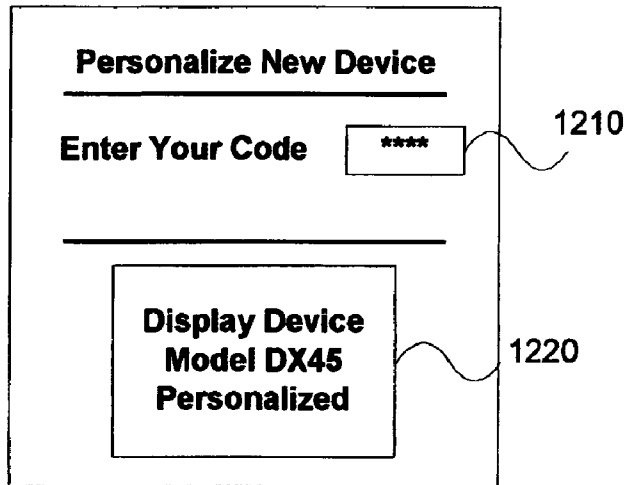 Personalize New Device
Enter Your Code
****
1210
Display Device
Model DX45
Personalized
1220